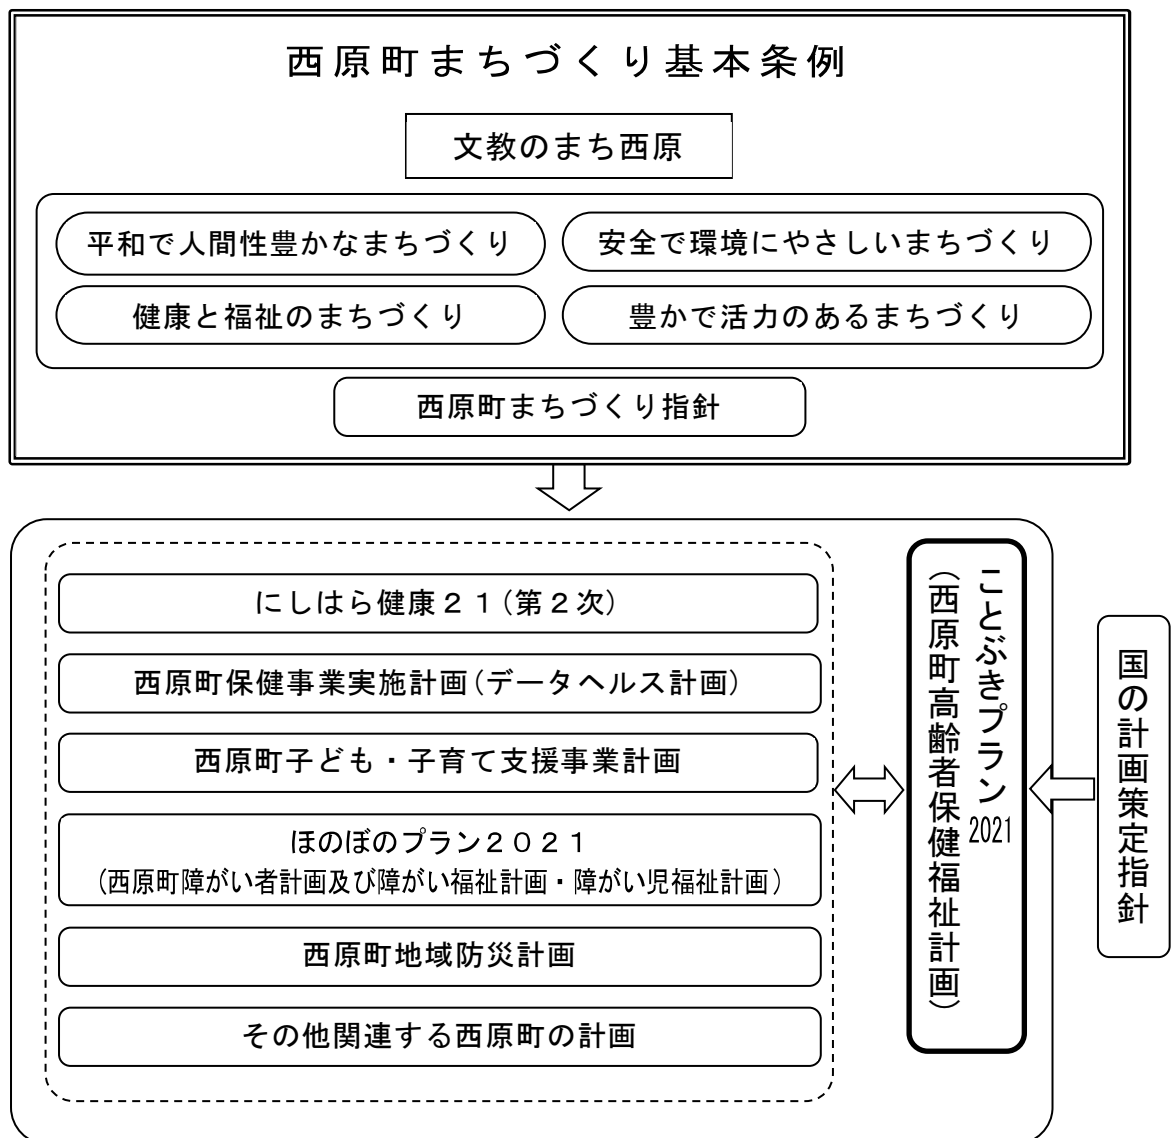 西原町まちづくり基本条例
文教のまち西原
平和で人間性豊かなまちづくり
安全で環境にやさしいまちづくり
健康と福祉のまちづくり
豊かで活力のあるまちづくり
西原町まちづくり指針
にしはら健康２１(第２次)
西原町保健事業実施計画(データヘルス計画)
西原町子ども・子育て支援事業計画
ほのぼのプラン２０２１
(西原町障がい者計画及び障がい福祉計画・障がい児福祉計画)
西原町地域防災計画
その他関連する西原町の計画
ことぶきプラン2021
(西原町高齢者保健福祉計画)
国の計画策定指針